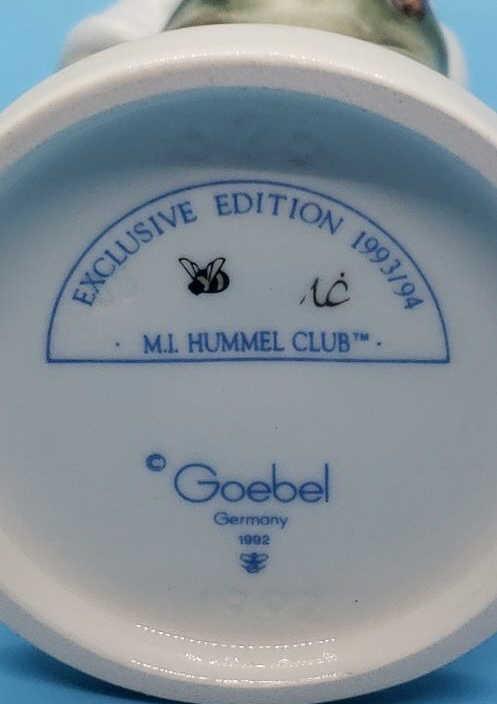 EXCLUSIVE EDITION 1993/94
· M.I. HUMMEL CLUB™ ·
© Goebel
Germany
1992